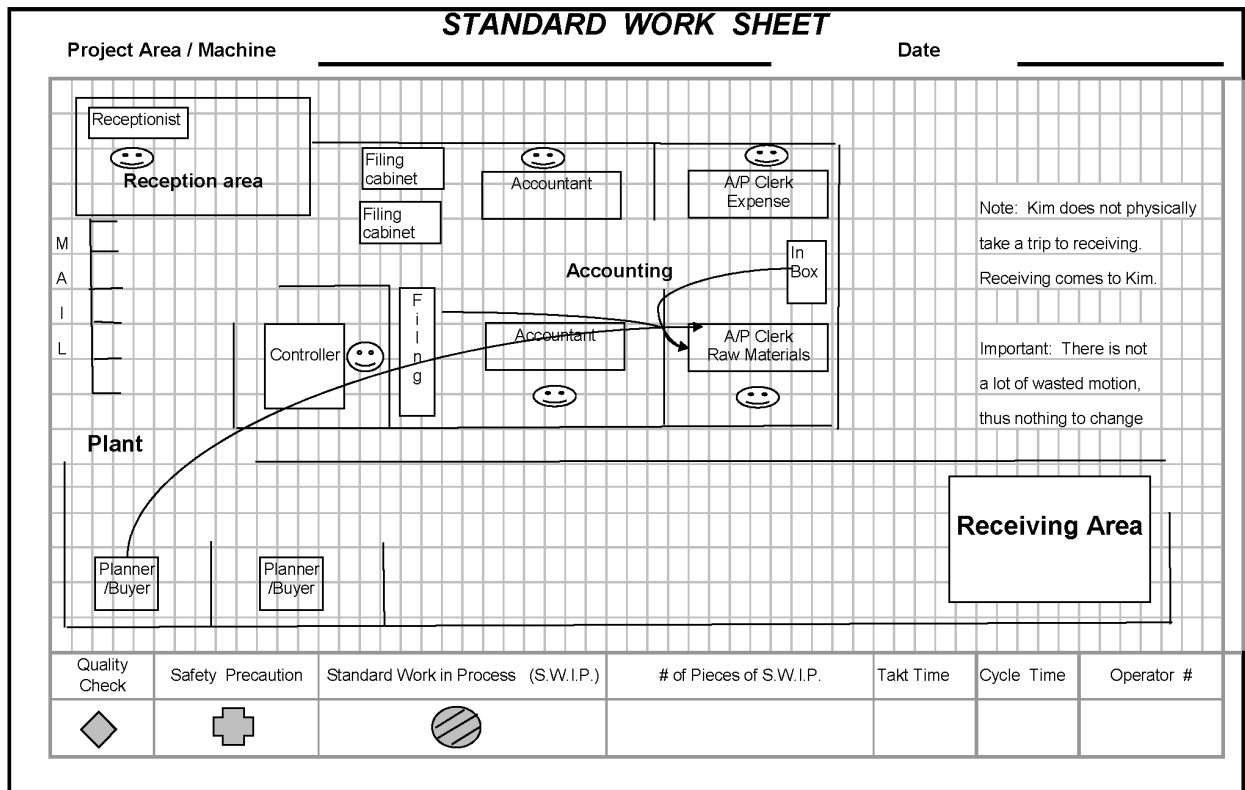 STANDARD WORK SHEET
Project Area / Machine
Date
Receptionist
Reception area
Filing
cabinet
Filing
cabinet
Accountant
A/P Clerk
Expense
Note: Kim does not physically
take a trip to receiving.
Receiving comes to Kim.
M
A
I
L
In
Box
Accounting
F
i
i
n
g
Controller
Accountant
A/P Clerk
Raw Materials
Important: There is not
a lot of wasted motion,
thus nothing to change
Plant
Receiving Area
Planner
/Buyer
Planner
/Buyer
Quality
Check
Safety Precaution
Standard Work in Process (S.W.I.P.)
# of Pieces of S.W.I.P.
Takt Time
Cycle Time
Operator #